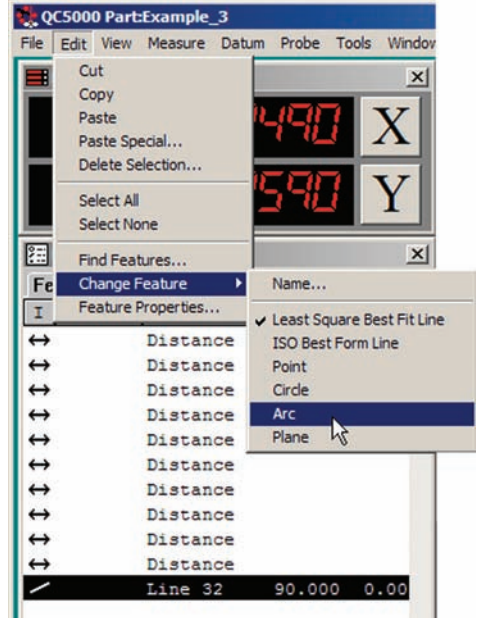 QC5000 Part:Example_3
File Edit View Measure Datum Probe Tools Window
Cut
Copy
Paste
Paste Special...
Delete Selection...
Select All
Select None
Find Features...
Change Feature
Feature Properties...
490 X
590 Y
Fe
I
Name...
Least Square Best Fit Line
ISO Best Form Line
Point
Circle
Arc
Plane
Distance
Distance
Distance
Distance
Distance
Distance
Distance
Distance
Distance
Distance
Line 32 90.000 0.00